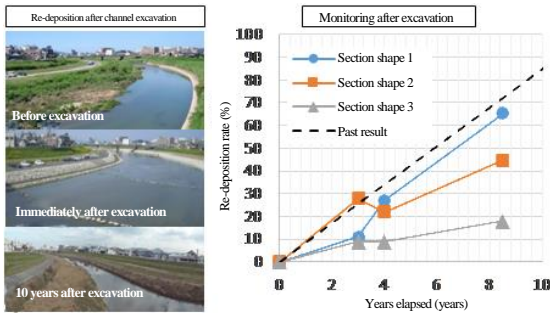 Re-deposition after channel excavation
Before excavation
Immediately after excavation
10 years after excavation
Monitoring after excavation
Re-deposition rate (%)
100
90
80
70
60
50
40
30
20
10
0
Section shape 1
Section shape 2
Section shape 3
Past result
0 2 4 6 8 10
Years elapsed (years)